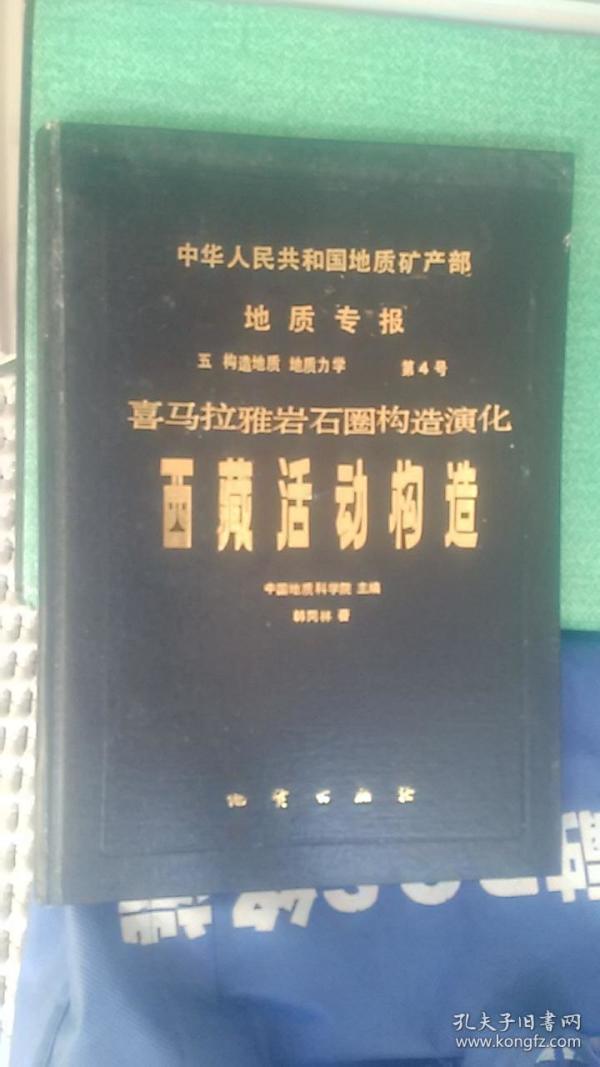 中华人民共和国地质矿产部
地质专报
五 构造地质 地质力学 第4号
喜马拉雅岩石圈构造演化
西藏活动构造
中国地质科学院 主编
韩同林 著
地质出版社
孔夫子旧书网
www.kongfz.com